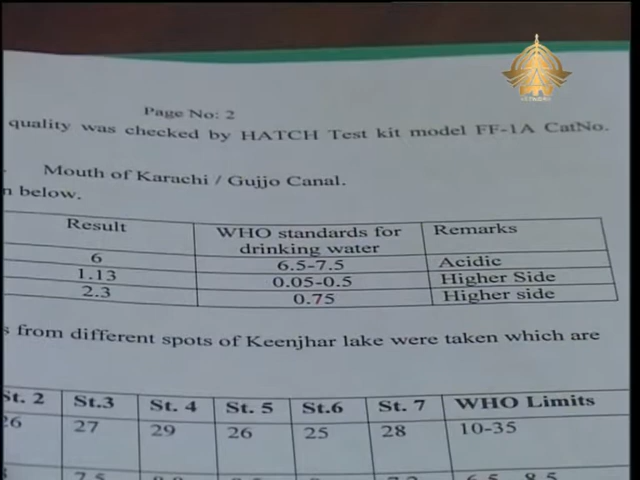 Page No: 2
quality was checked by HATCH Test kit model FF-1A CatNo.
Mouth of Karachi / Gujjo Canal.
n below.
Result WHO standards for drinking water Remarks
6 6.5-7.5 Acidic
1.13 0.05-0.5 Higher Side
2.3 0.75 Higher side
s from different spots of Keenjhar lake were taken which are
St. 2 St.3 St. 4 St. 5 St.6 St. 7 WHO Limits
26 27 29 26 25 28 10-35